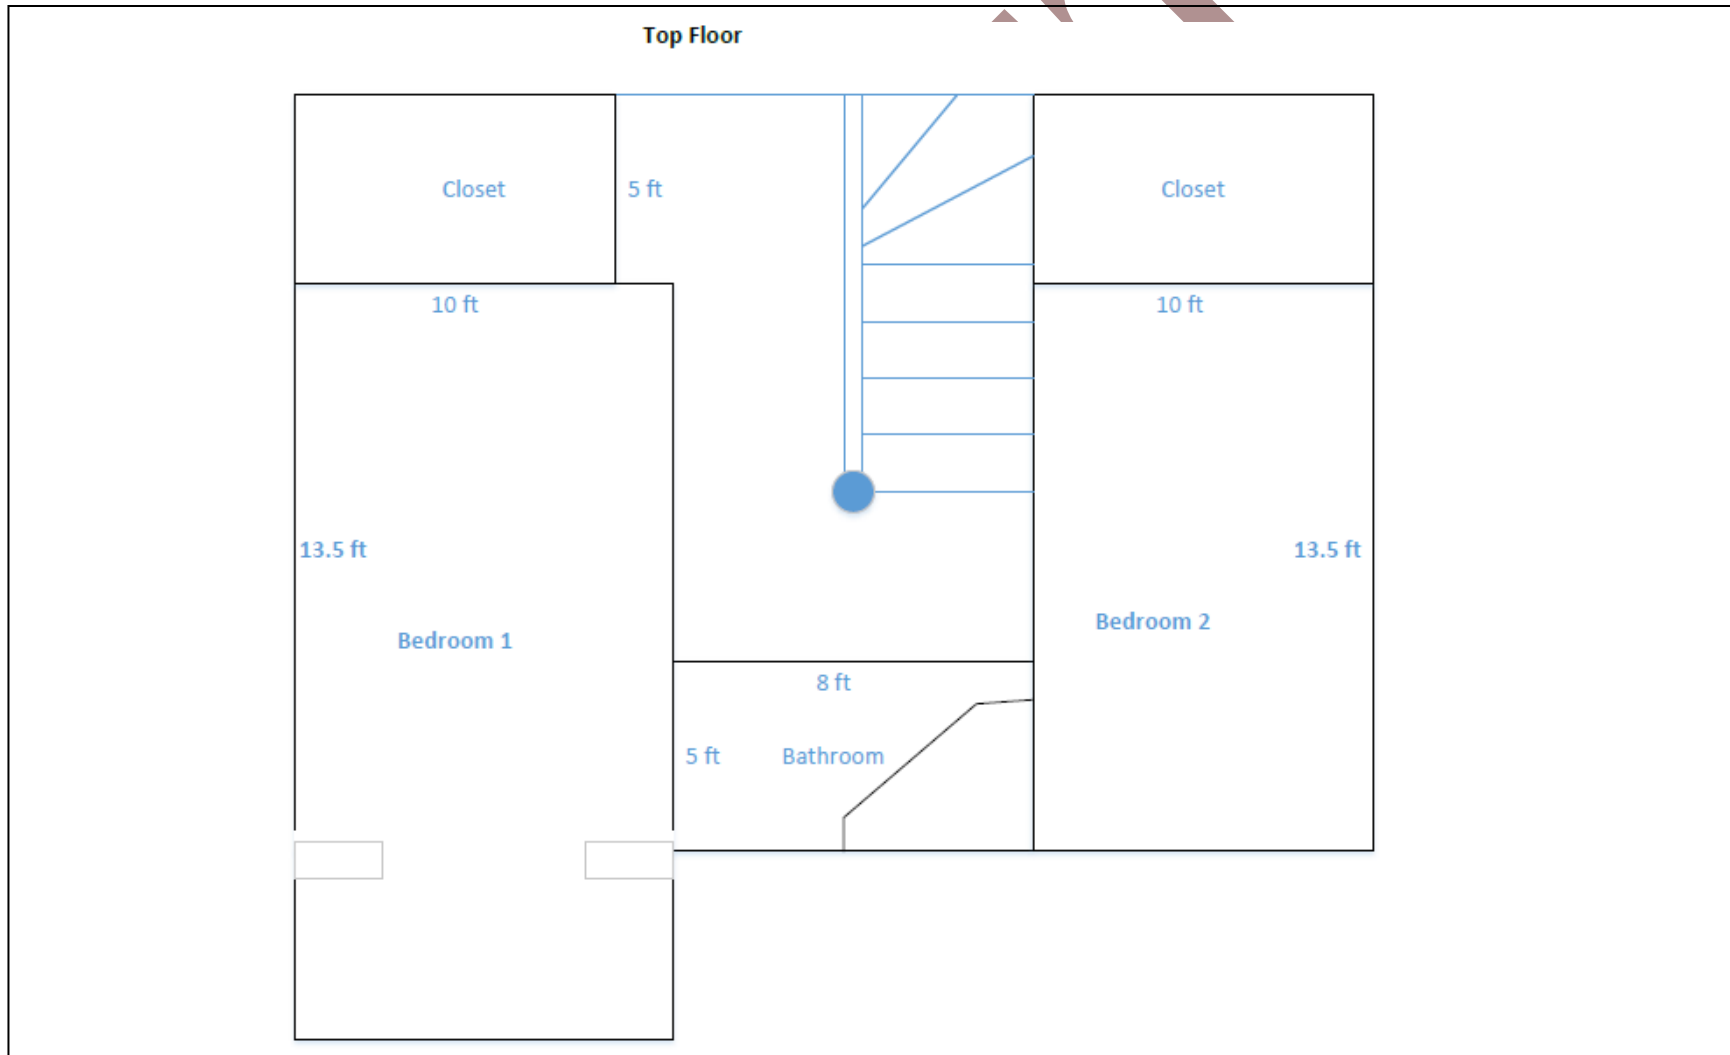 Top Floor
Closet
5 ft
Closet
10 ft
10 ft
13.5 ft
13.5 ft
Bedroom 1
Bedroom 2
8 ft
5 ft
Bathroom